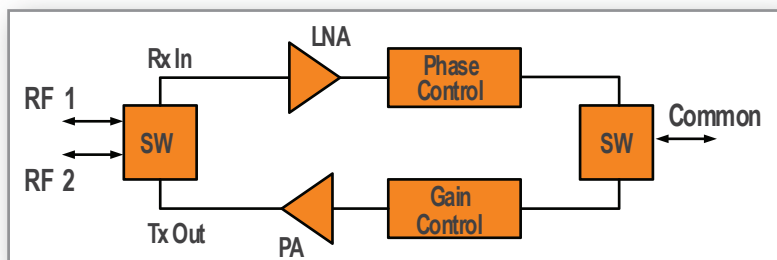 LNA
Rx In
Phase
Control
RF 1
SW
RF 2
SW
Common
Gain
Control
Tx Out
PA